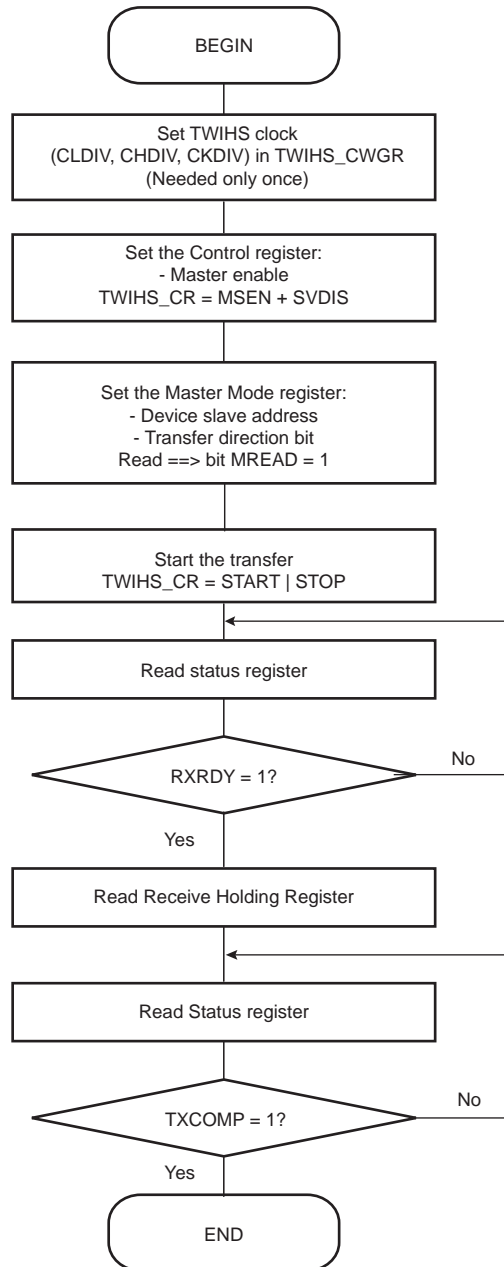 BEGIN
Set TWIHS clock
(CLDIV, CHDIV, CKDIV) in TWIHS_CWGR
(Needed only once)
Set the Control register:
- Master enable
TWIHS_CR = MSEN + SVDIS
Set the Master Mode register:
- Device slave address
- Transfer direction bit
Read ==> bit MREAD = 1
Start the transfer
TWIHS_CR = START | STOP
Read status register
RXRDY = 1?
No
Yes
Read Receive Holding Register
Read Status register
TXCOMP = 1?
No
Yes
END